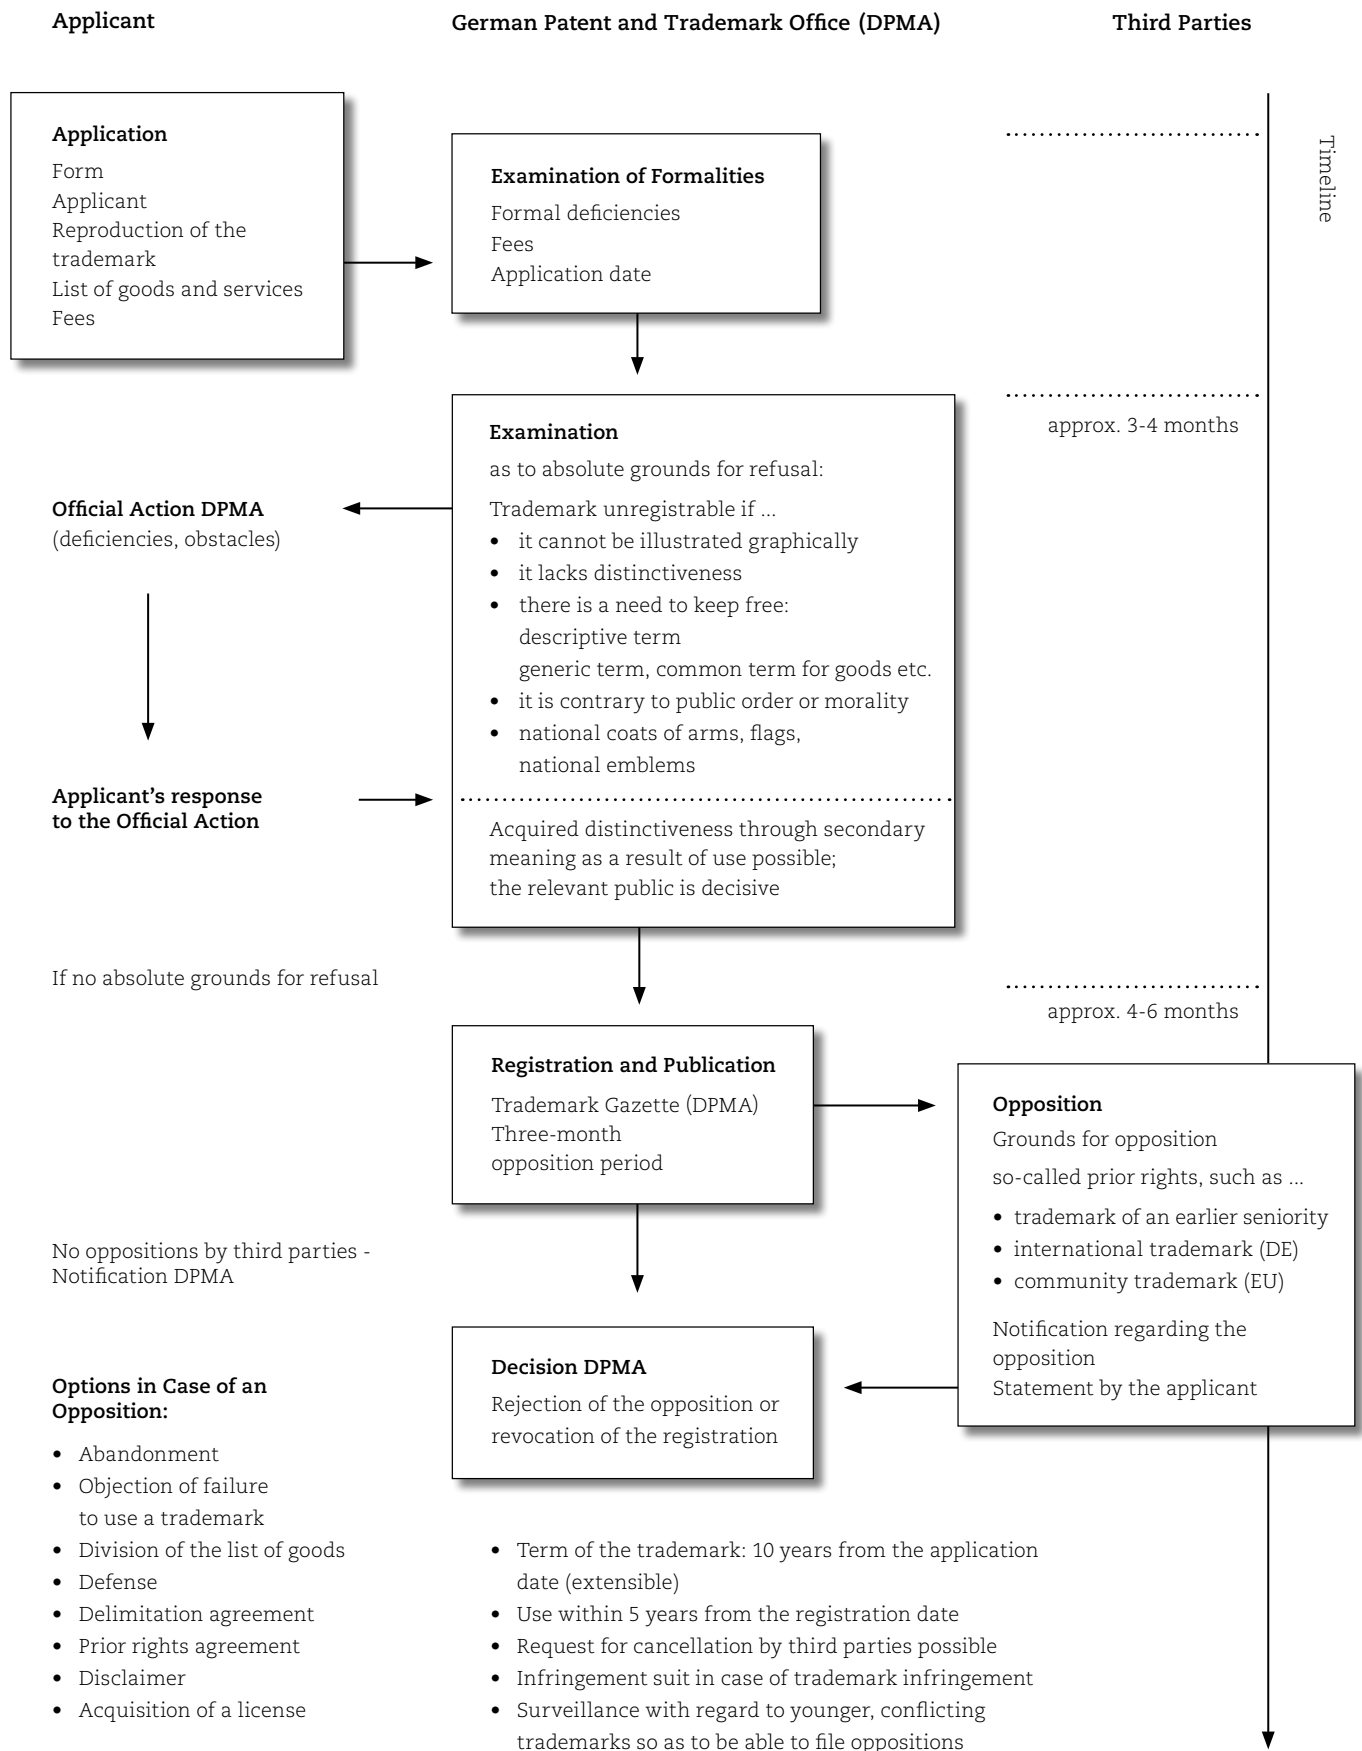 Applicant
German Patent and Trademark Office (DPMA)
Third Parties
Timeline
Application
Form
Applicant
Reproduction of the
trademark
List of goods and services
Fees
Examination of Formalities
Formal deficiencies
Fees
Application date
Examination
as to absolute grounds for refusal:
Trademark unregistrable if ...
• it cannot be illustrated graphically
• it lacks distinctiveness
• there is a need to keep free:
descriptive term
generic term, common term for goods etc.
• it is contrary to public order or morality
• national coats of arms, flags,
national emblems
Acquired distinctiveness through secondary
meaning as a result of use possible;
the relevant public is decisive
approx. 3-4 months
Official Action DPMA
(deficiencies, obstacles)
Applicant's response
to the Official Action
If no absolute grounds for refusal
approx. 4-6 months
Registration and Publication
Trademark Gazette (DPMA)
Three-month
opposition period
Opposition
Grounds for opposition
so-called prior rights, such as ...
• trademark of an earlier seniority
• international trademark (DE)
• community trademark (EU)
Notification regarding the
opposition
Statement by the applicant
No oppositions by third parties -
Notification DPMA
Decision DPMA
Rejection of the opposition or
revocation of the registration
Options in Case of an
Opposition:
• Abandonment
• Objection of failure
to use a trademark
• Division of the list of goods
• Defense
• Delimitation agreement
• Prior rights agreement
• Disclaimer
• Acquisition of a license
• Term of the trademark: 10 years from the application
date (extensible)
• Use within 5 years from the registration date
• Request for cancellation by third parties possible
• Infringement suit in case of trademark infringement
• Surveillance with regard to younger, conflicting
trademarks so as to be able to file oppositions